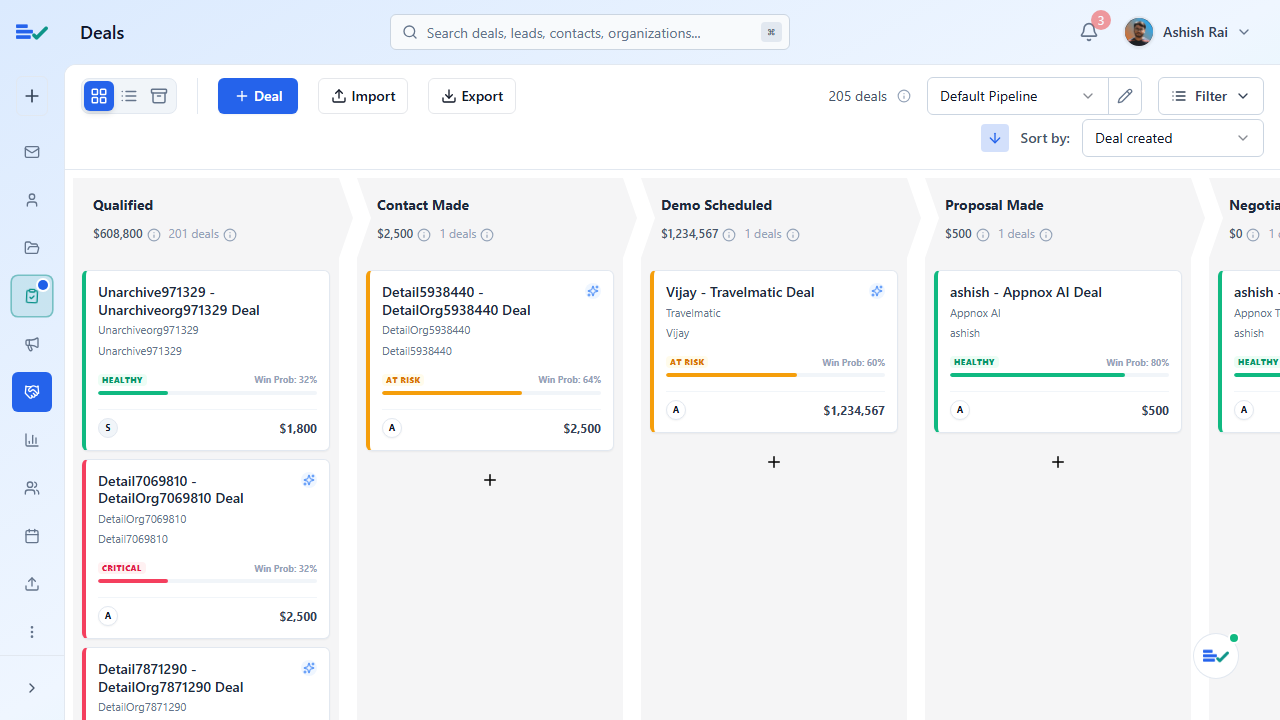 Deals
Search deals, leads, contacts, organizations...
⌘
3
Ashish Rai
Deal
Import
Export
205 deals
Default Pipeline
Filter
Sort by:
Deal created
Qualified
$608,800
201 deals
Contact Made
$2,500
1 deals
Demo Scheduled
$1,234,567
1 deals
Proposal Made
$500
1 deals
Negotia
$0
1 d
Unarchive971329 -
Unarchiveorg971329 Deal
Unarchiveorg971329
Unarchive971329
HEALTHY
Win Prob: 32%
S
$1,800
Detail7069810 -
DetailOrg7069810 Deal
DetailOrg7069810
Detail7069810
CRITICAL
Win Prob: 32%
A
$2,500
Detail7871290 -
DetailOrg7871290 Deal
DetailOrg7871290
Detail5938440 -
DetailOrg5938440 Deal
DetailOrg5938440
Detail5938440
AT RISK
Win Prob: 64%
A
$2,500
Vijay - Travelmatic Deal
Travelmatic
Vijay
AT RISK
Win Prob: 60%
A
$1,234,567
ashish - Appnox AI Deal
Appnox AI
ashish
HEALTHY
Win Prob: 80%
A
$500
ashish -
Appnox T
ashish
HEALTHY
A